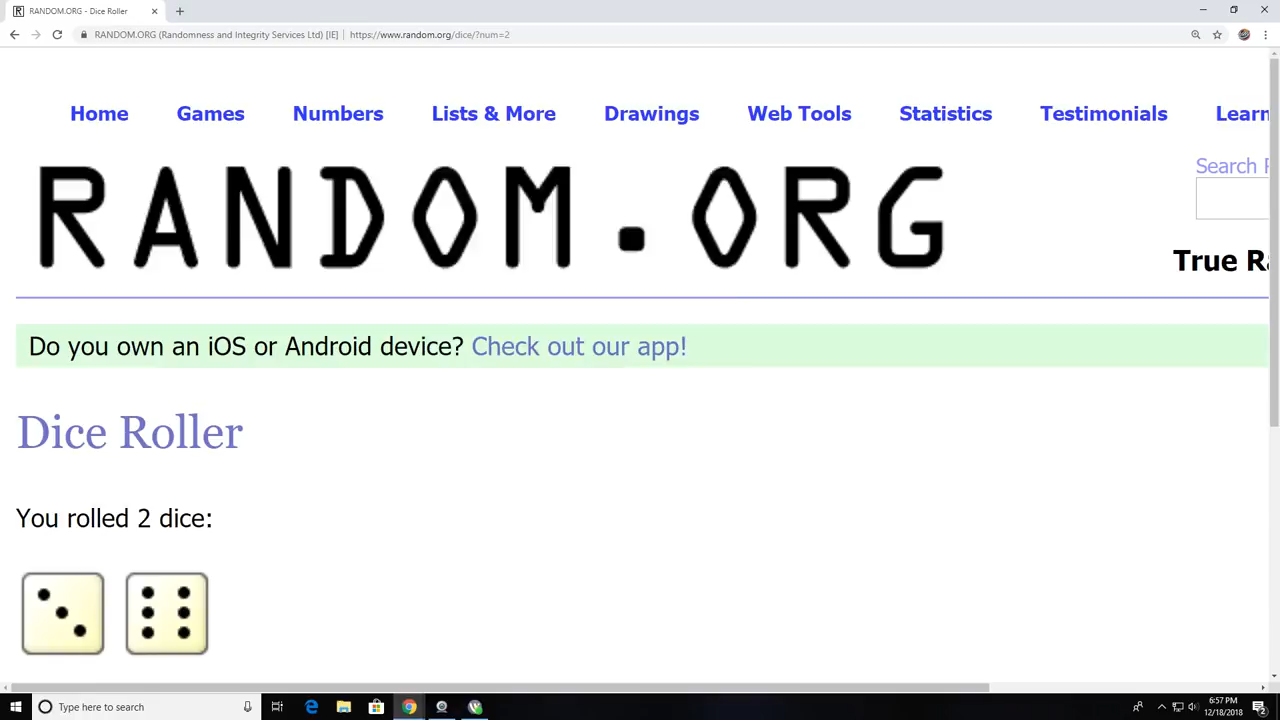 RANDOM.ORG - Dice Roller
RANDOM.ORG (Randomness and Integrity Services Ltd) [IE] | https://www.random.org/dice/?num=2
Home Games Numbers Lists & More Drawings Web Tools Statistics Testimonials Learn
RANDOM.ORG
Search
True Ra
Do you own an iOS or Android device? Check out our app!
Dice Roller
You rolled 2 dice:
Type here to search
6:57 PM
12/18/2018
2